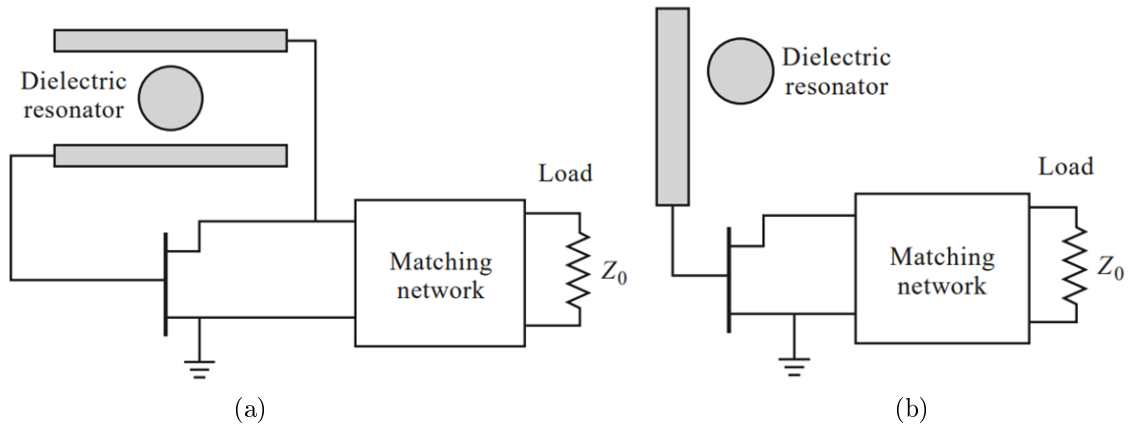 Dielectric
resonator
Load
Matching
network
Z0
(a)
Dielectric
resonator
Load
Matching
network
Z0
(b)